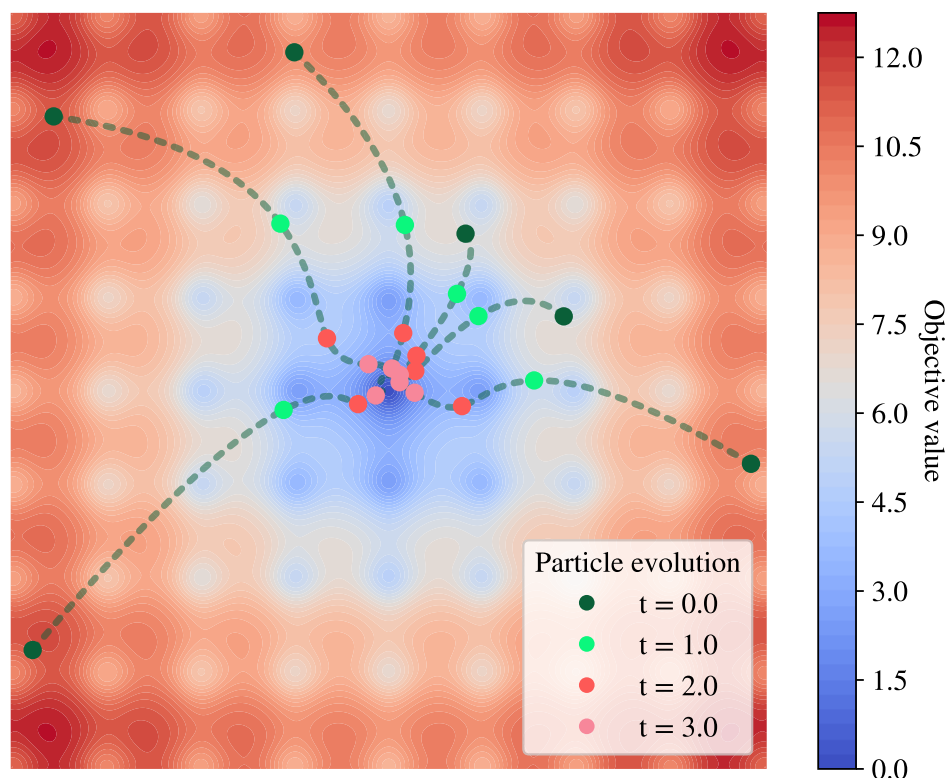 12.0
10.5
9.0
7.5
6.0
4.5
3.0
1.5
0.0
Objective value
Particle evolution
t = 0.0
t = 1.0
t = 2.0
t = 3.0